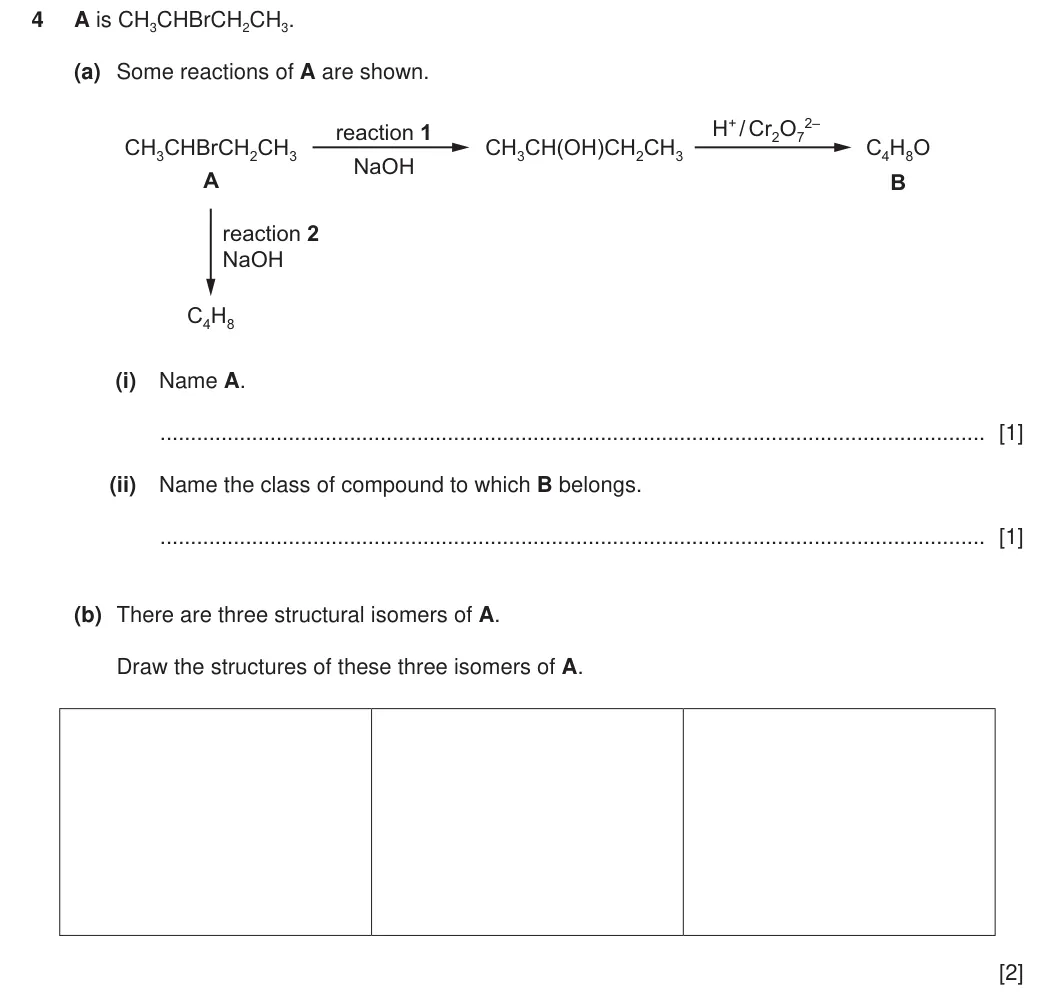 4 A is CH₃CHBrCH₂CH₃.
(a) Some reactions of A are shown.
CH₃CHBrCH₂CH₃ reaction 1 CH₃CH(OH)CH₂CH₃ H⁺/Cr₂O₇²⁻ C₄H₈O
NaOH
A B
reaction 2
NaOH
C₄H₈
(i) Name A.
................................................................................ [1]
(ii) Name the class of compound to which B belongs.
................................................................................ [1]
(b) There are three structural isomers of A.
Draw the structures of these three isomers of A.
[2]